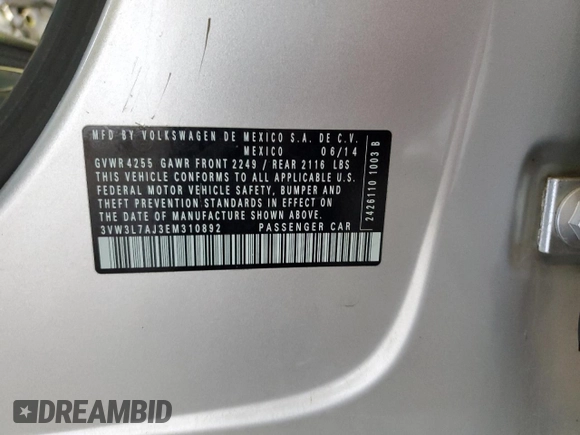 MFD BY VOLKSWAGEN DE MEXICO S.A. DE C.V.
MEXICO 06/14
GVWR 4255 GAWR FRONT 2249 / REAR 2116 LBS
THIS VEHICLE CONFORMS TO ALL APPLICABLE U.S.
FEDERAL MOTOR VEHICLE SAFETY, BUMPER AND
THEFT PREVENTION STANDARDS IN EFFECT ON
THE DATE OF MANUFACTURE SHOWN ABOVE.
3VW3L7AJ3EM310892 PASSENGER CAR
2426110 1003 B
DREAMBID